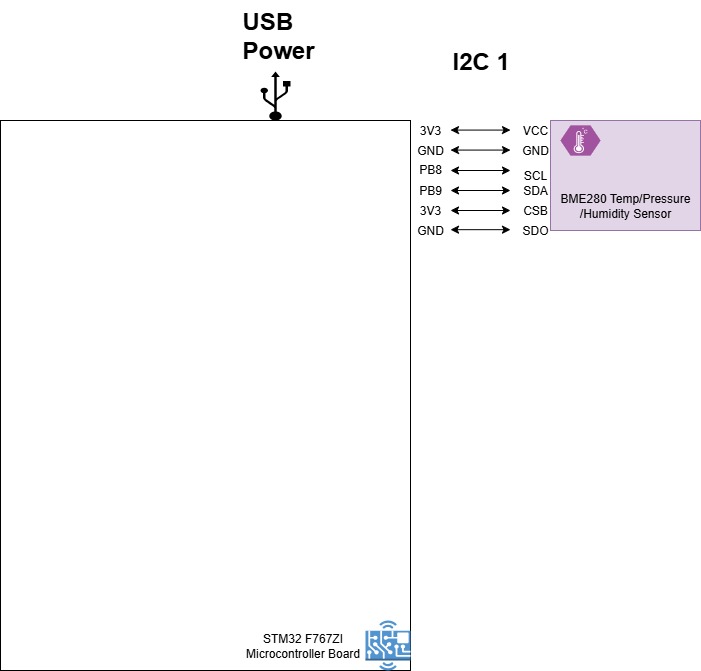 USB
Power
I2C 1
3V3 VCC
GND GND
PB8 SCL
PB9 SDA
3V3 CSB
GND SDO
°C
BME280 Temp/Pressure
/Humidity Sensor
STM32 F767ZI
Microcontroller Board